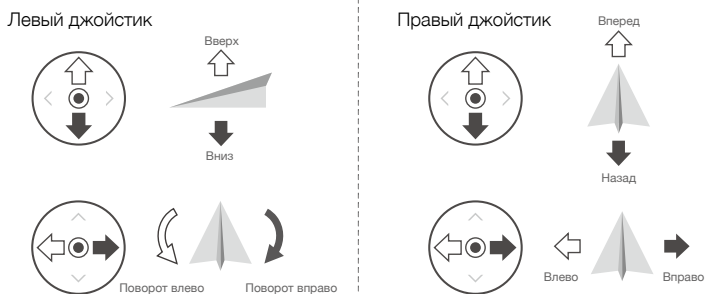 Левый джойстик
Вверх
Вниз
Поворот влево
Поворот вправо
Правый джойстик
Вперед
Назад
Влево
Вправо